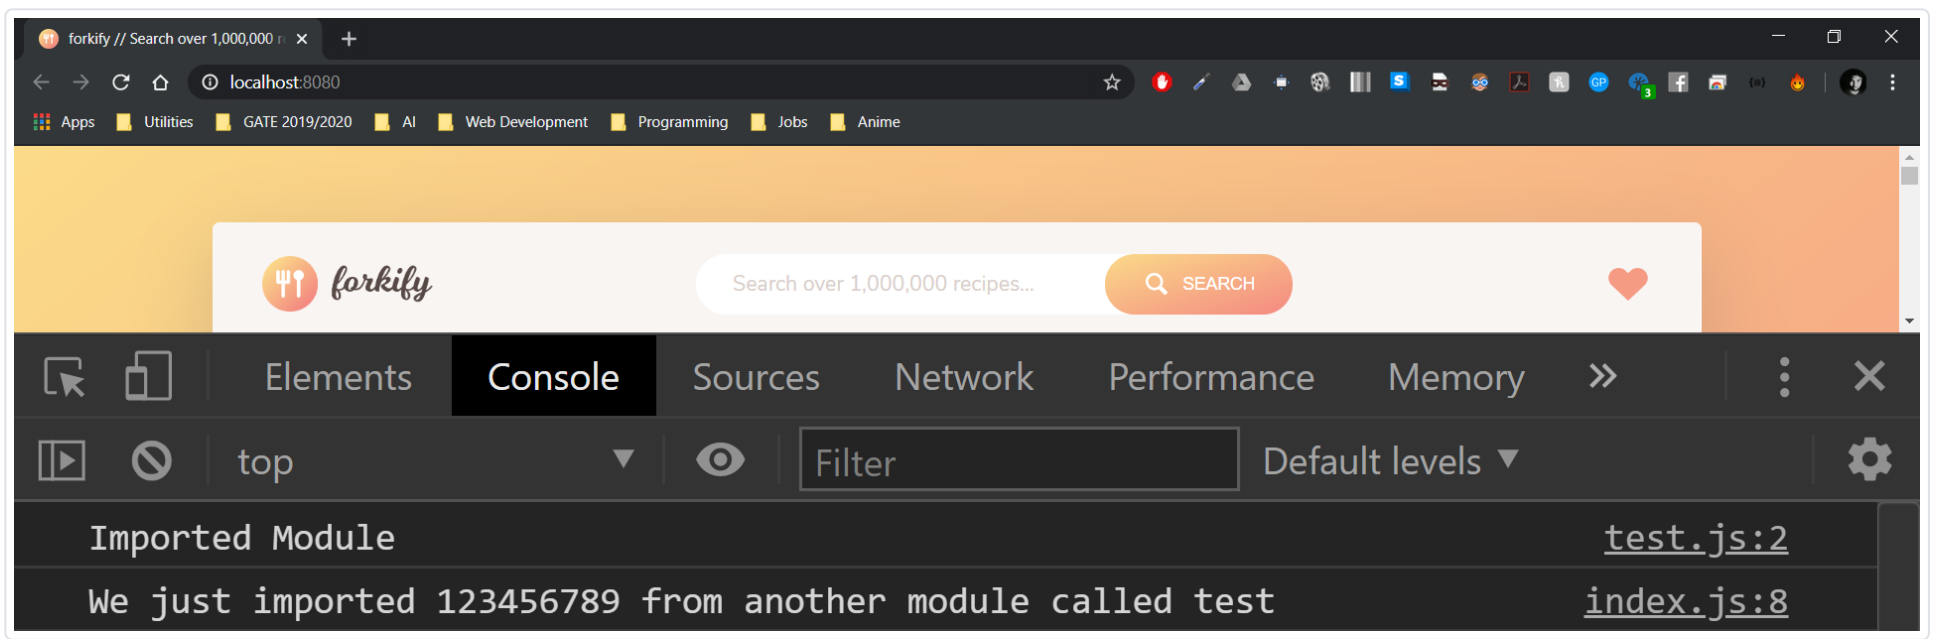 forkify // Search over 1,000,000 r
localhost:8080
3
Apps Utilities GATE 2019/2020 AI Web Development Programming Jobs Anime
forkify Search over 1,000,000 recipes... SEARCH
Elements Console Sources Network Performance Memory
top Filter Default levels
Imported Module test.js:2
We just imported 123456789 from another module called test index.js:8